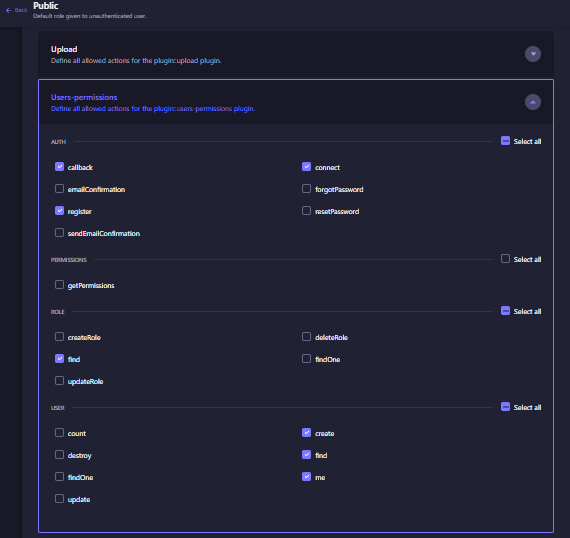 Back
Public
Default role given to unauthenticated user.
Upload
Define all allowed actions for the plugin::upload plugin.
Users-permissions
Define all allowed actions for the plugin::users-permissions plugin.
AUTH Select all
callback connect
emailConfirmation forgotPassword
register resetPassword
sendEmailConfirmation
PERMISSIONS Select all
getPermissions
ROLE Select all
createRole deleteRole
find findOne
updateRole
USER Select all
count create
destroy find
findOne me
update